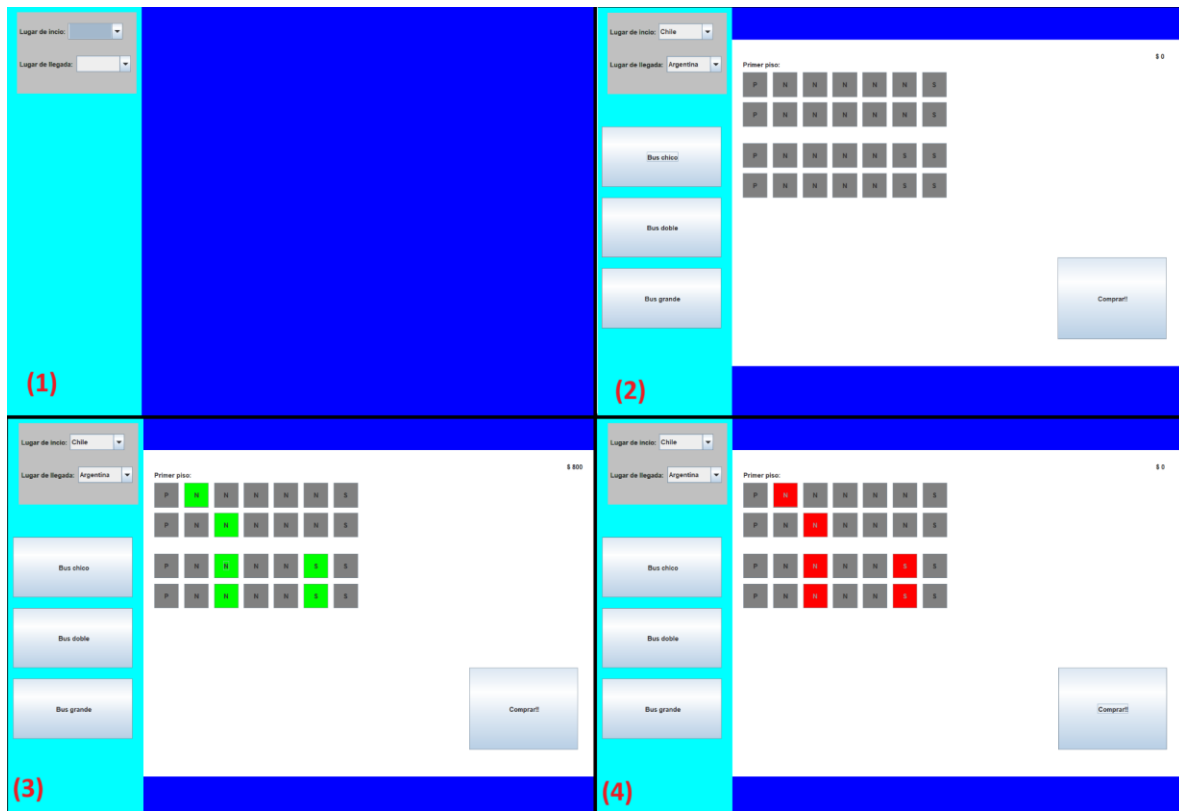 Lugar de incio:
Lugar de llegada:
(1)
Lugar de incio: Chile
Lugar de llegada: Argentina
$ 0
Primer piso:
P N N N N N S
P N N N N N S
P N N N N S S
P N N N N S S
Bus chico
Bus doble
Bus grande
Comprar!!
(2)
Lugar de incio: Chile
Lugar de llegada: Argentina
$ 800
Primer piso:
P N N N N N S
P N N N N N S
P N N N N S S
P N N N N S S
Bus chico
Bus doble
Bus grande
Comprar!!
(3)
Lugar de incio: Chile
Lugar de llegada: Argentina
$ 0
Primer piso:
P N N N N N S
P N N N N N S
P N N N N S S
P N N N N S S
Bus chico
Bus doble
Bus grande
Comprar!!
(4)